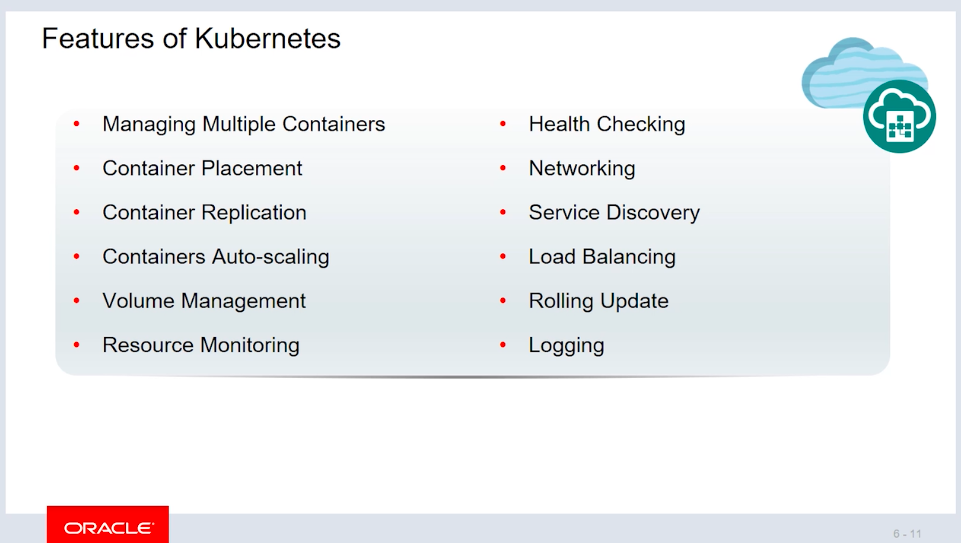 Features of Kubernetes
• Managing Multiple Containers
• Container Placement
• Container Replication
• Containers Auto-scaling
• Volume Management
• Resource Monitoring
• Health Checking
• Networking
• Service Discovery
• Load Balancing
• Rolling Update
• Logging
ORACLE
6 - 11